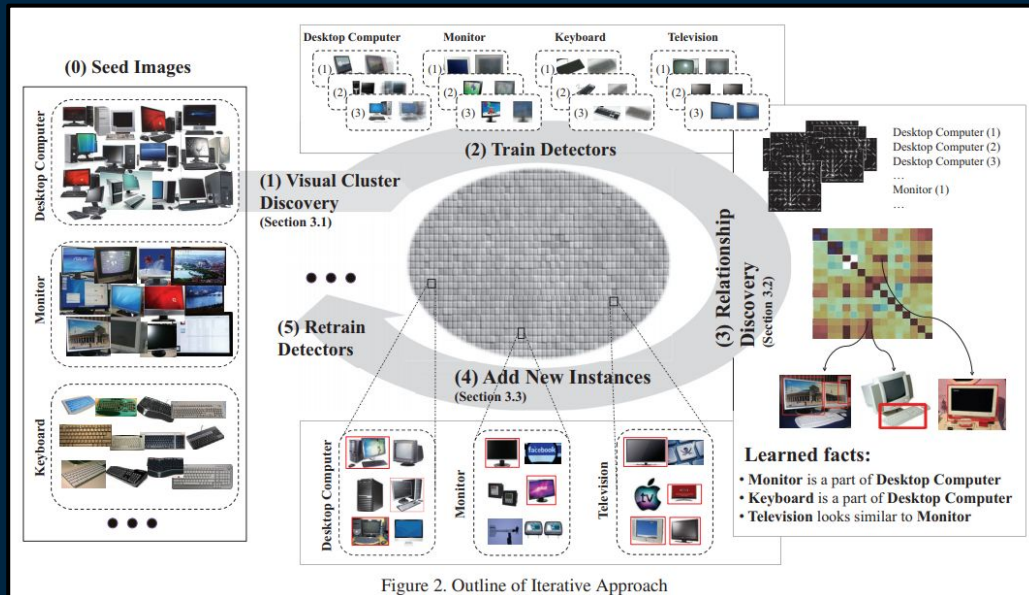 Desktop Computer
Monitor
Keyboard
Television
(1)
(1)
(1)
(1)
(2)
(2)
(2)
(2)
(3)
(3)
(3)
(3)
(2) Train Detectors
(0) Seed Images
Desktop Computer
Monitor
Keyboard
(1) Visual Cluster
Discovery
(Section 3.1)
(3) Relationship
Discovery
(Section 3.2)
Desktop Computer (1)
Desktop Computer (2)
Desktop Computer (3)
…
Monitor (1)
…
(5) Retrain
Detectors
(4) Add New Instances
(Section 3.3)
Desktop Computer
Monitor
facebook
Television
tv
Learned facts:
• Monitor is a part of Desktop Computer
• Keyboard is a part of Desktop Computer
• Television looks similar to Monitor
Figure 2. Outline of Iterative Approach